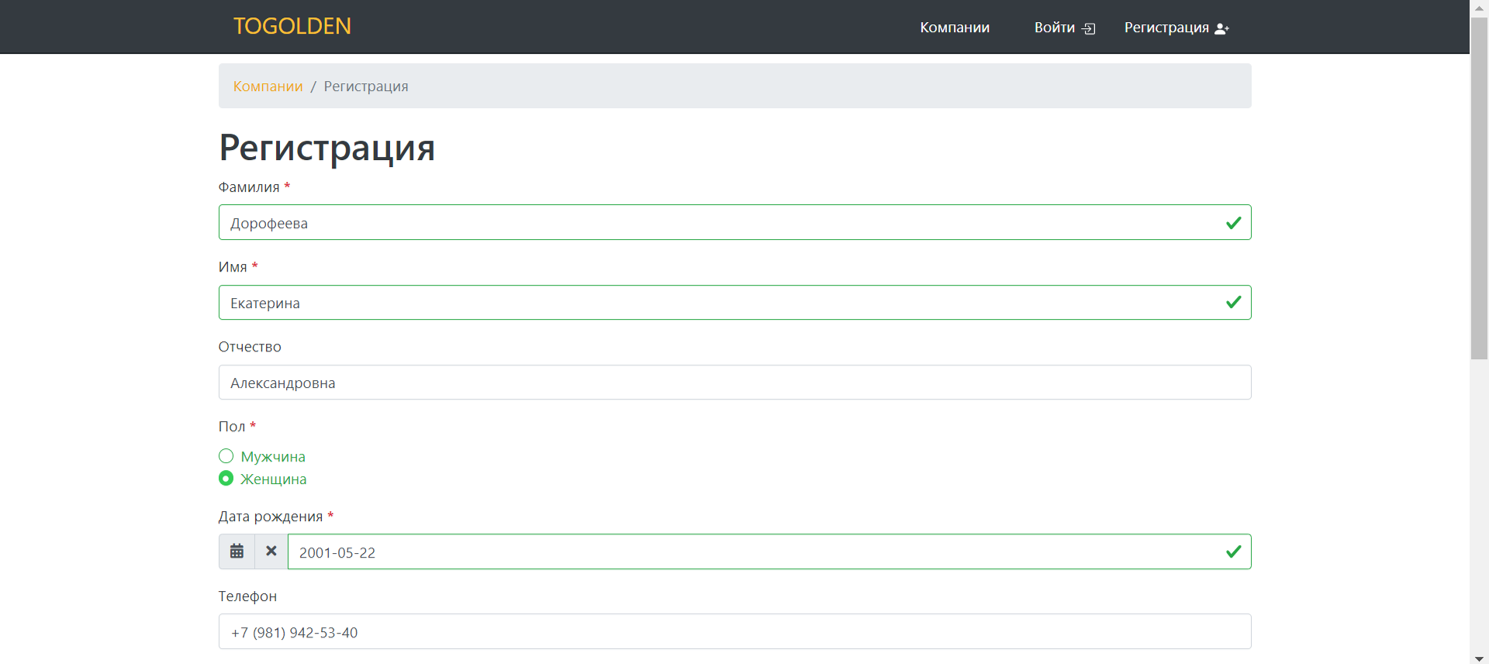 TOGOLDEN
Компании Войти Регистрация
Компании / Регистрация
Регистрация
Фамилия *
Дорофеева
Имя *
Екатерина
Отчество
Александровна
Пол *
Мужчина
Женщина
Дата рождения *
2001-05-22
Телефон
+7 (981) 942-53-40